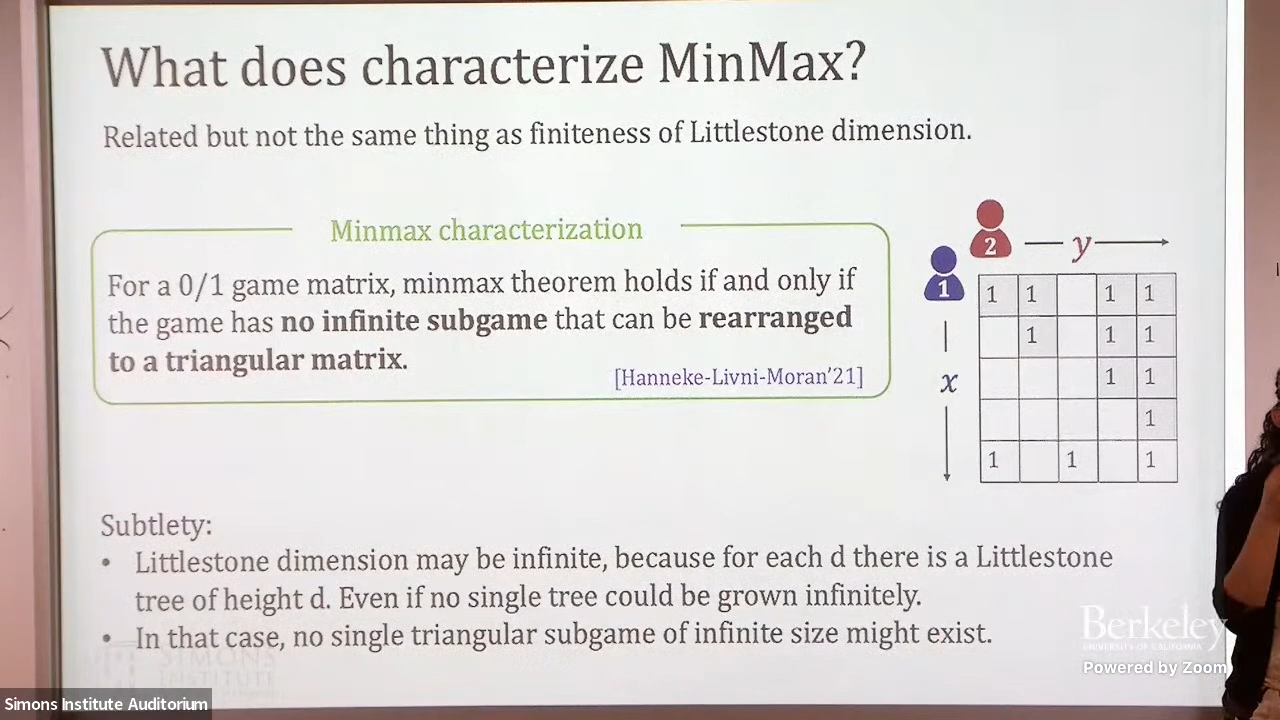 What does characterize MinMax?
Related but not the same thing as finiteness of Littlestone dimension.
Minmax characterization
For a 0/1 game matrix, minmax theorem holds if and only if
the game has no infinite subgame that can be rearranged
to a triangular matrix.
[Hanneke-Livni-Moran'21]
2
y
1
x
1 1 1 1
1 1 1
1 1
1
1 1 1
Subtlety:
• Littlestone dimension may be infinite, because for each d there is a Littlestone
tree of height d. Even if no single tree could be grown infinitely.
• In that case, no single triangular subgame of infinite size might exist.
Berkeley
UNIVERSITY OF CALIFORNIA
Powered by Zoom
SIMONS
INSTITUTE
Simons Institute Auditorium